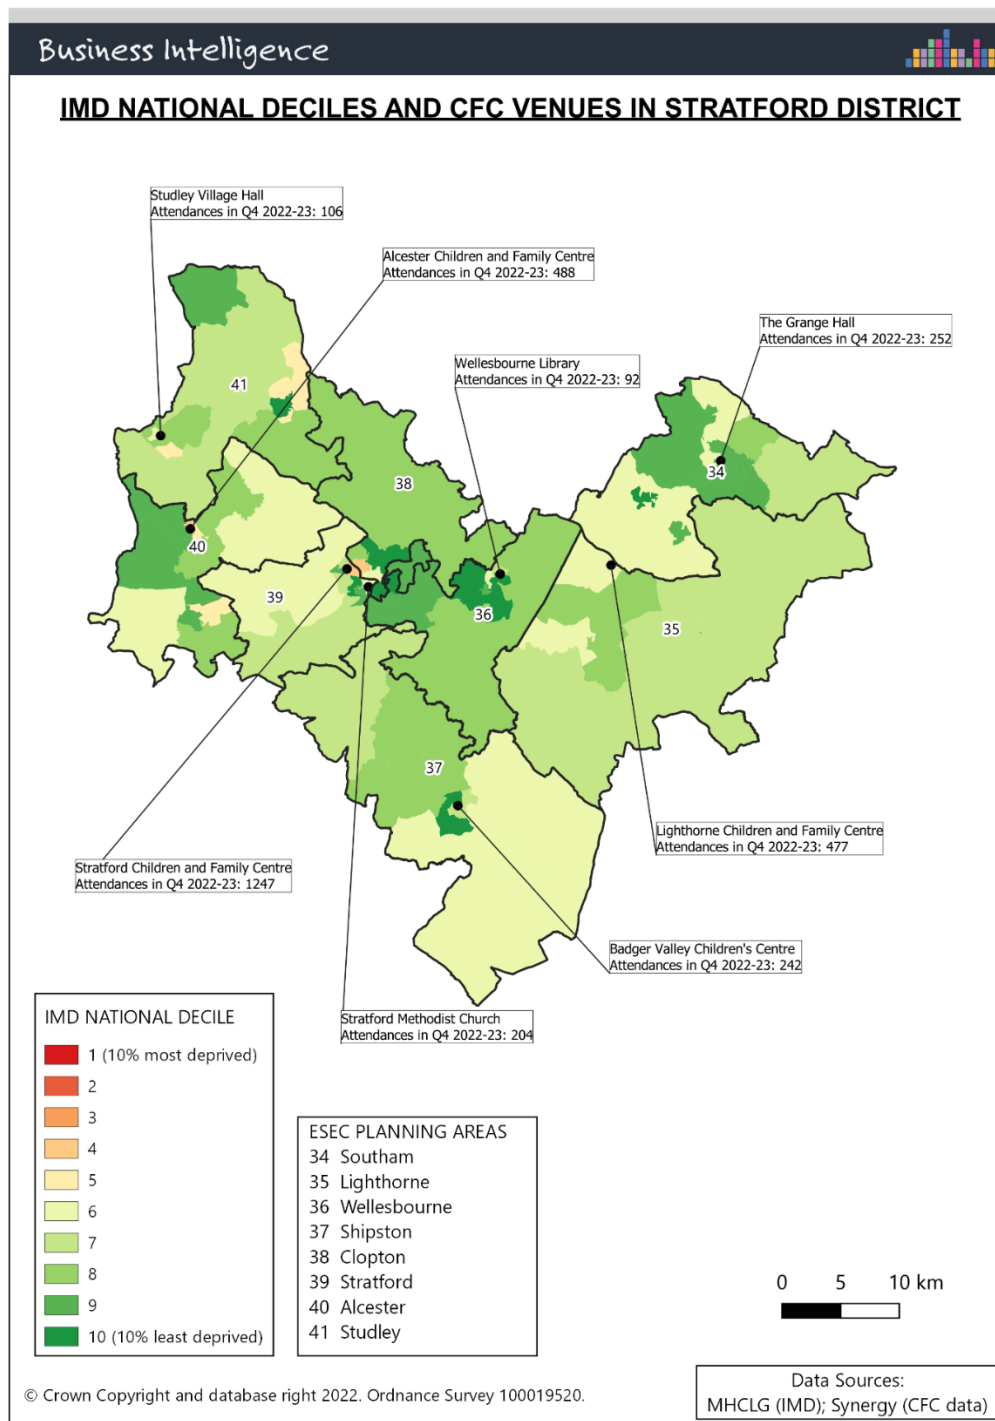 Business Intelligence
IMD NATIONAL DECILES AND CFC VENUES IN STRATFORD DISTRICT
Studley Village Hall
Attendances in Q4 2022-23: 106
Alcester Children and Family Centre
Attendances in Q4 2022-23: 488
The Grange Hall
Attendances in Q4 2022-23: 252
Wellesbourne Library
Attendances in Q4 2022-23: 92
41
38
34
40
39
36
35
37
Lighthorne Children and Family Centre
Attendances in Q4 2022-23: 477
Stratford Children and Family Centre
Attendances in Q4 2022-23: 1247
Badger Valley Children's Centre
Attendances in Q4 2022-23: 242
Stratford Methodist Church
Attendances in Q4 2022-23: 204
IMD NATIONAL DECILE
1 (10% most deprived)
2
3
4
5
6
7
8
9
10 (10% least deprived)
ESEC PLANNING AREAS
34 Southam
35 Lighthorne
36 Wellesbourne
37 Shipston
38 Clopton
39 Stratford
40 Alcester
41 Studley
0 5 10 km
© Crown Copyright and database right 2022. Ordnance Survey 100019520.
Data Sources:
MHCLG (IMD); Synergy (CFC data)